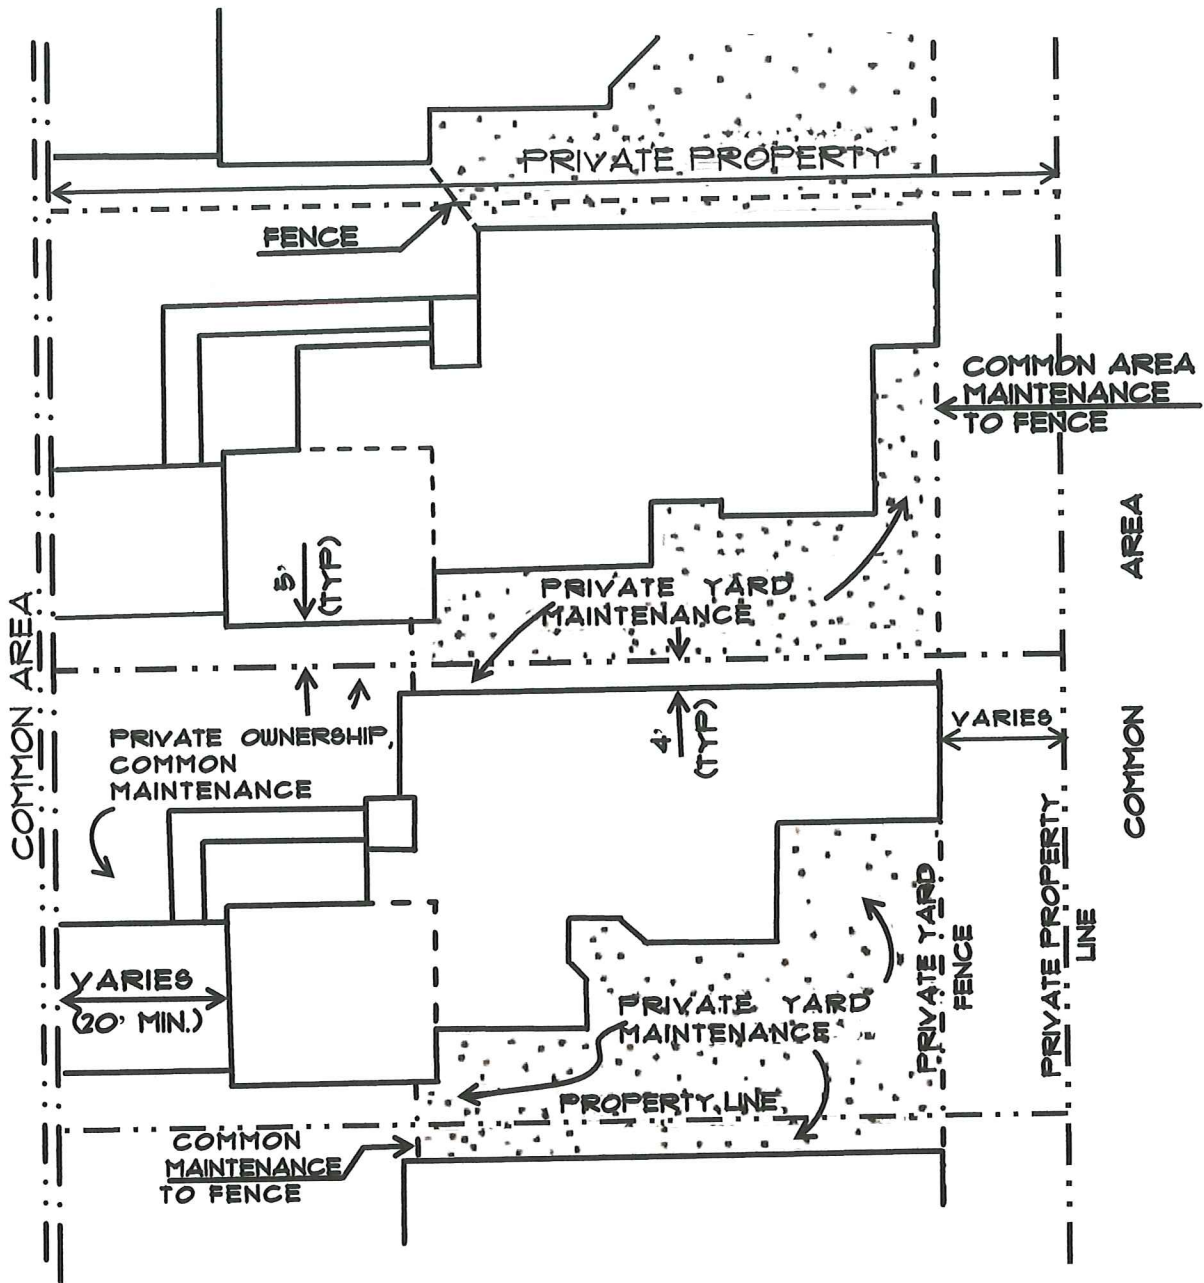 PRIVATE PROPERTY
FENCE
COMMON AREA
MAINTENANCE
TO FENCE
5'
(TYP)
PRIVATE YARD
MAINTENANCE
COMMON AREA
COMMON AREA
PRIVATE OWNERSHIP,
COMMON
MAINTENANCE
4'
(TYP)
VARIES
VARIES
(20' MIN.)
PRIVATE YARD
MAINTENANCE
PRIVATE YARD
FENCE
PRIVATE PROPERTY
LINE
PROPERTY LINE
COMMON
MAINTENANCE
TO FENCE